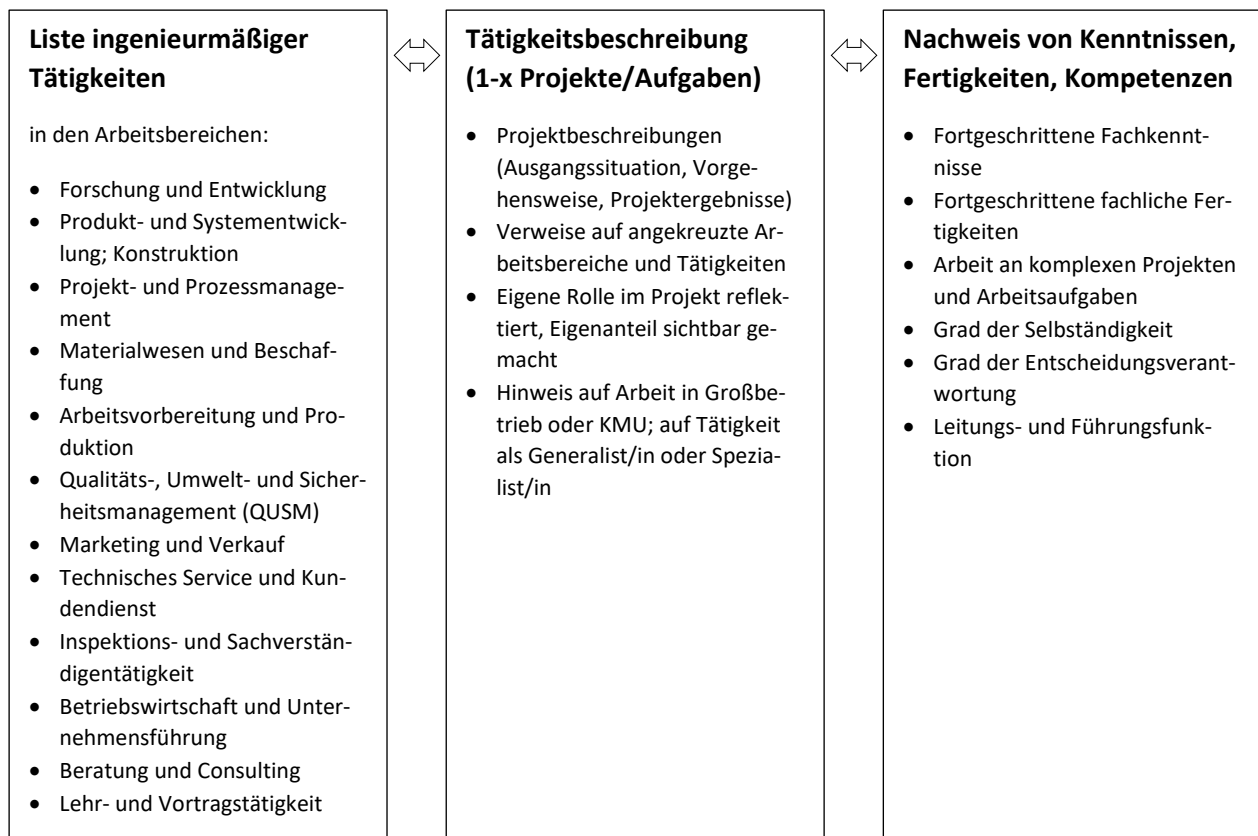 Liste ingenieurmäßiger
Tätigkeiten
in den Arbeitsbereichen:
• Forschung und Entwicklung
• Produkt- und Systementwick-
lung; Konstruktion
• Projekt- und Prozessmanage-
ment
• Materialwesen und Beschaf-
fung
• Arbeitsvorbereitung und Pro-
duktion
• Qualitäts-, Umwelt- und Sicher-
heitsmanagement (QUSM)
• Marketing und Verkauf
• Technisches Service und Kun-
dendienst
• Inspektions- und Sachverstän-
digentätigkeit
• Betriebswirtschaft und Unter-
nehmensführung
• Beratung und Consulting
• Lehr- und Vortragstätigkeit
Tätigkeitsbeschreibung
(1-x Projekte/Aufgaben)
• Projektbeschreibungen
(Ausgangssituation, Vorge-
hensweise, Projektergebnisse)
• Verweise auf angekreuzte Ar-
beitsbereiche und Tätigkeiten
• Eigene Rolle im Projekt reflek-
tiert, Eigenanteil sichtbar ge-
macht
• Hinweis auf Arbeit in Großbe-
trieb oder KMU; auf Tätigkeit
als Generalist/in oder Spezia-
list/in
Nachweis von Kenntnissen,
Fertigkeiten, Kompetenzen
• Fortgeschrittene Fachkennt-
nisse
• Fortgeschrittene fachliche Fer-
tigkeiten
• Arbeit an komplexen Projekten
und Arbeitsaufgaben
• Grad der Selbständigkeit
• Grad der Entscheidungsverant-
wortung
• Leitungs- und Führungsfunk-
tion